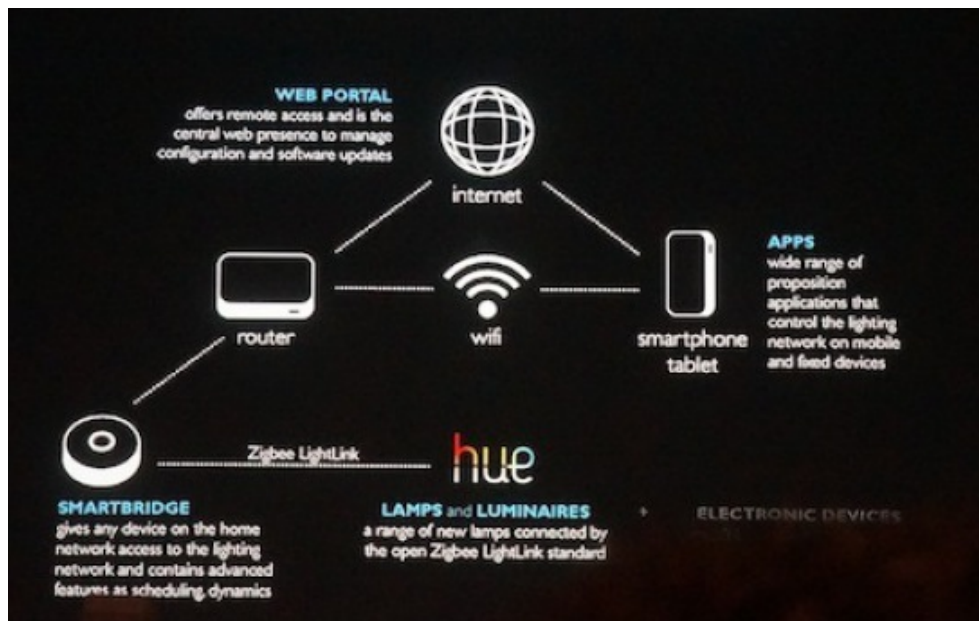 WEB PORTAL
offers remote access and is the
central web presence to manage
configuration and software updates
internet
APPS
wide range of
proposition
applications that
control the lighting
network on mobile
and fixed devices
router
wifi
smartphone
tablet
Zigbee LightLink
hue
SMARTBRIDGE
gives any device on the home
network access to the lighting
network and contains advanced
features as scheduling, dynamics
LAMPS and LUMINAIRES
a range of new lamps connected by
the open Zigbee LightLink standard
+
ELECTRONIC DEVICES